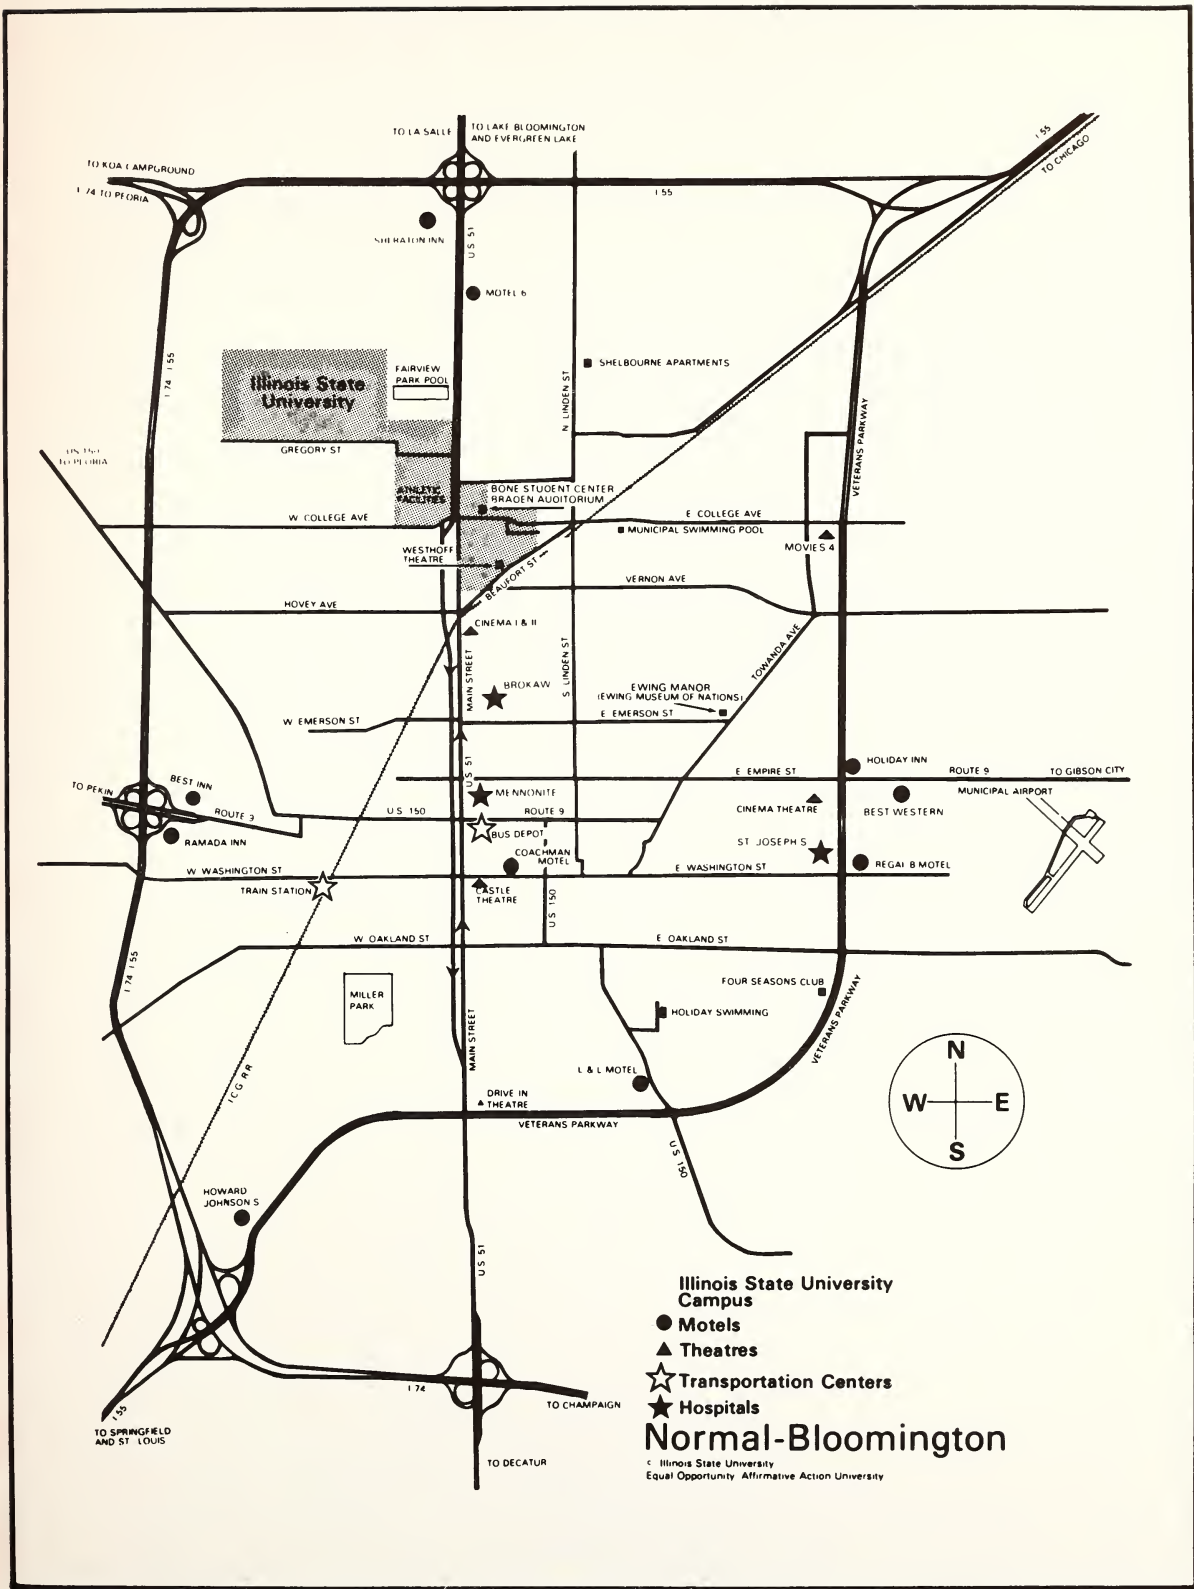 TO LA SALLE
TO LAKE BLOOMINGTON
AND EVERGREEN LAKE
I 55
TO CHICAGO
TO KOA CAMPGROUND
I 74 TO PEORIA
I 55
SHERATON INN
U S 51
MOTEL 6
I 74 I 55
Illinois State
University
FAIRVIEW
PARK POOL
SHELBOURNE APARTMENTS
N LINDEN ST
VETERANS PARKWAY
GREGORY ST
TO PEORIA
ATHLETIC
FACILITIES
BONE STUDENT CENTER
BRADEN AUDITORIUM
W COLLEGE AVE
E COLLEGE AVE
MUNICIPAL SWIMMING POOL
MOVIES 4
WESTHOFF
THEATRE
BEAUFORT ST
VERNON AVE
HOVEY AVE
CINEMA I & II
MAIN STREET
S LINDEN ST
TOWANDA AVE
BROKAW
EWING MANOR
(EWING MUSEUM OF NATIONS)
W EMERSON ST
E EMERSON ST
HOLIDAY INN
TO PEKIN
BEST INN
U S 51
E EMPIRE ST
ROUTE 9
TO GIBSON CITY
MENNONITE
MUNICIPAL AIRPORT
ROUTE 9
U S 150
ROUTE 9
CINEMA THEATRE
BEST WESTERN
RAMADA INN
BUS DEPOT
ST JOSEPH S
COACHMAN
MOTEL
W WASHINGTON ST
E WASHINGTON ST
REGAL 8 MOTEL
TRAIN STATION
CASTLE
THEATRE
U S 150
W OAKLAND ST
E OAKLAND ST
I 74 I 55
MILLER
PARK
FOUR SEASONS CLUB
HOLIDAY SWIMMING
VETERANS PARKWAY
MAIN STREET
N
W E
S
ICG RR
L & L MOTEL
DRIVE IN
THEATRE
VETERANS PARKWAY
U S 150
HOWARD
JOHNSON S
U S 51
I 74
TO CHAMPAIGN
I 55
TO SPRINGFIELD
AND ST LOUIS
TO DECATUR
Illinois State University
Campus
Motels
Theatres
Transportation Centers
Hospitals
Normal-Bloomington
c Illinois State University
Equal Opportunity Affirmative Action University